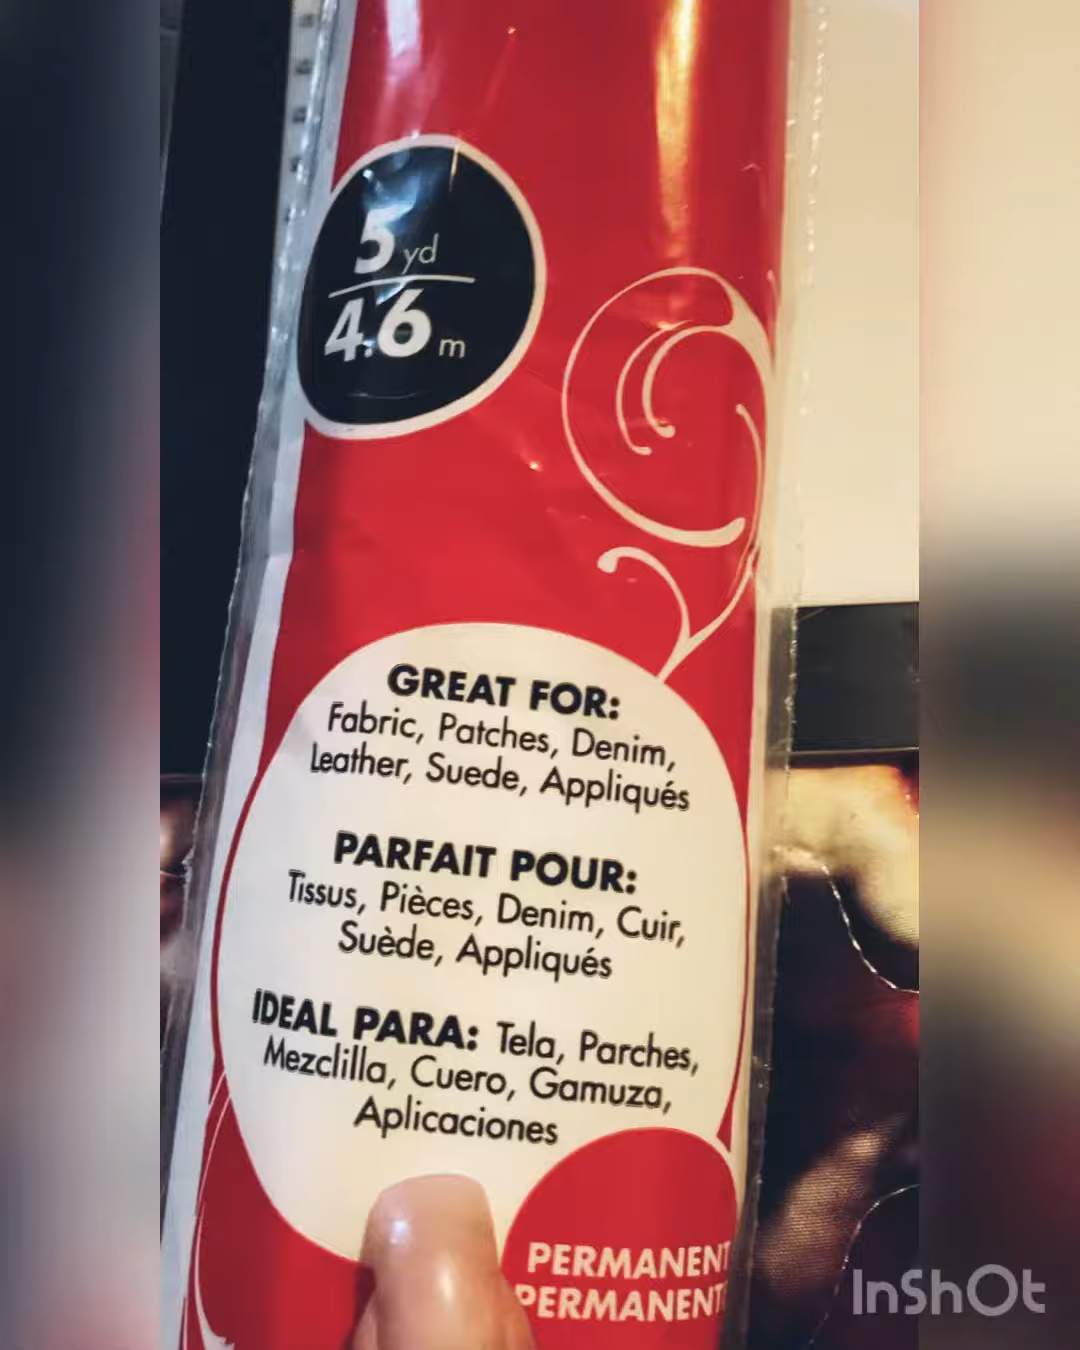 5 yd
4.6 m
GREAT FOR:
Fabric, Patches, Denim,
Leather, Suede, Appliqués
PARFAIT POUR:
Tissus, Pièces, Denim, Cuir,
Suède, Appliqués
IDEAL PARA: Tela, Parches,
Mezclilla, Cuero, Gamuza,
Aplicaciones
PERMANENT
PERMANENT
InShOt